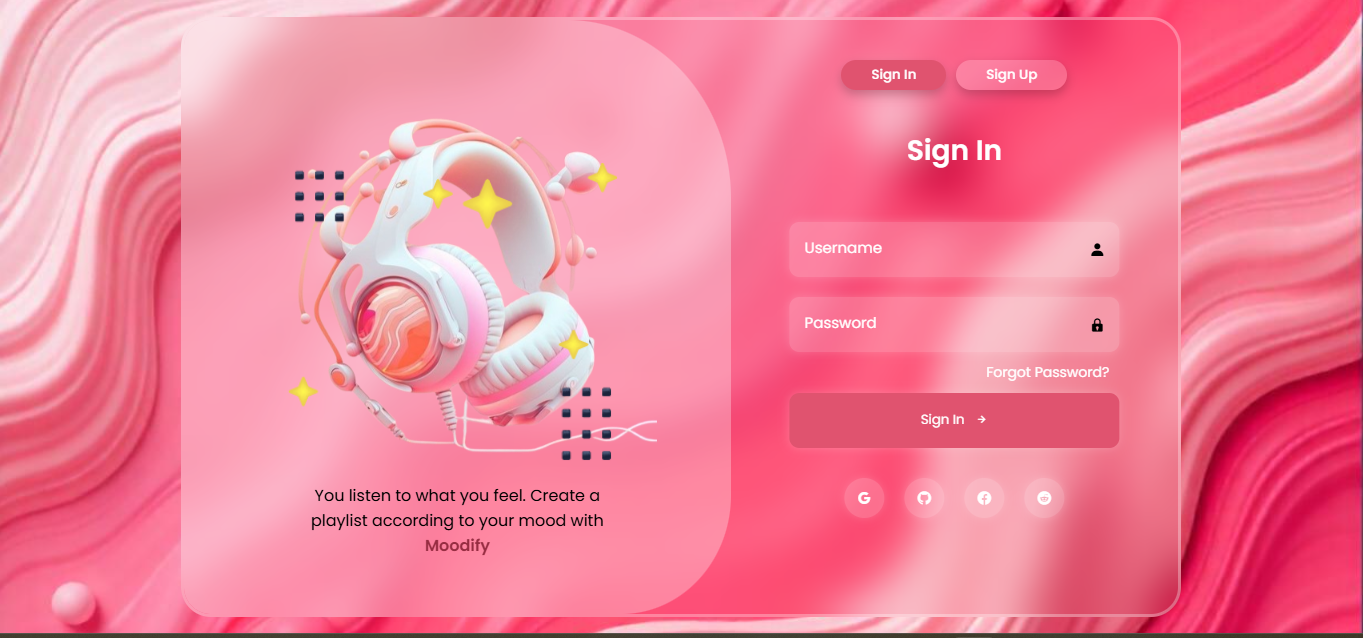 Sign In
Sign Up
Sign In
Username
Password
Forgot Password?
Sign In
You listen to what you feel. Create a
playlist according to your mood with
Moodify